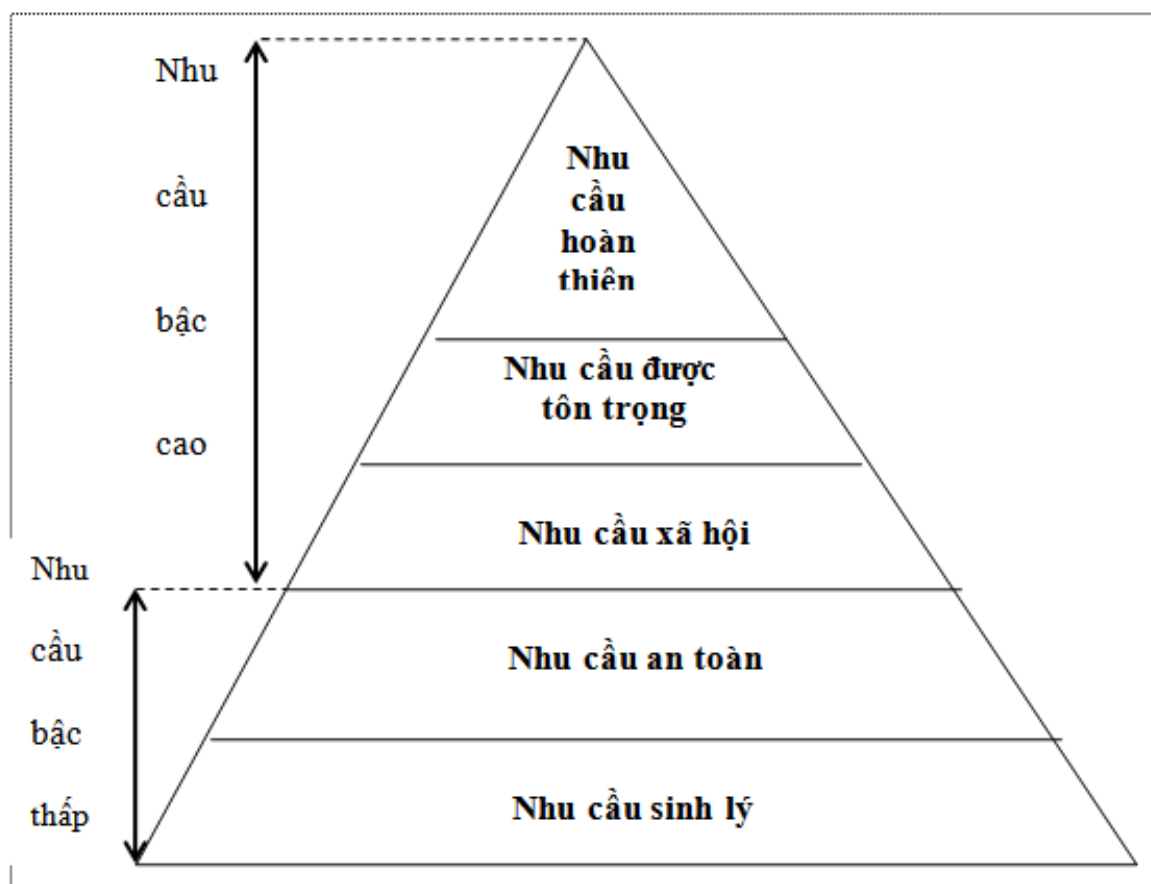 Nhu
cầu
bậc
cao
Nhu
cầu
hoàn
thiện
Nhu cầu được
tôn trọng
Nhu cầu xã hội
Nhu
cầu
bậc
thấp
Nhu cầu an toàn
Nhu cầu sinh lý